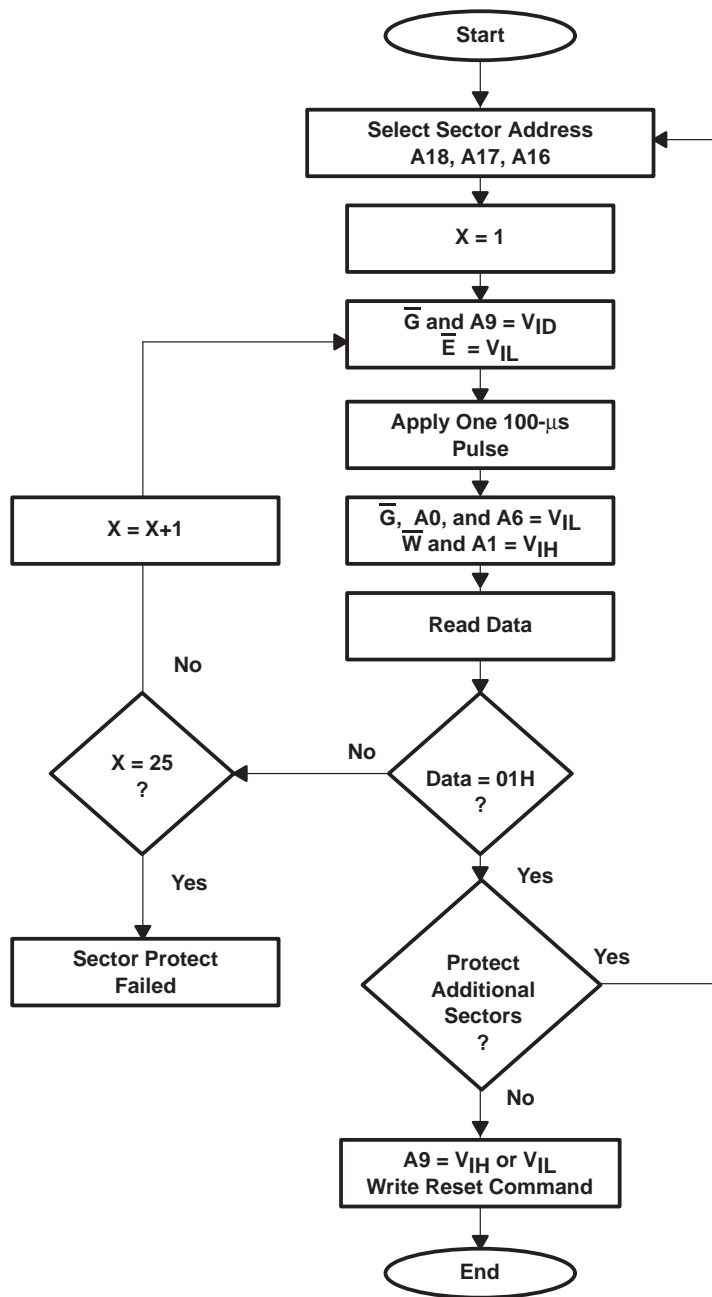 Start
Select Sector Address
A18, A17, A16
X = 1
G̅ and A9 = VID
E̅ = VIL
Apply One 100-μs
Pulse
G̅, A0, and A6 = VIL
W̅ and A1 = VIH
X = X+1
Read Data
No
X = 25
?
No
Data = 01H
?
Yes
Yes
Sector Protect
Failed
Protect
Additional
Sectors
?
Yes
No
A9 = VIH or VIL
Write Reset Command
End